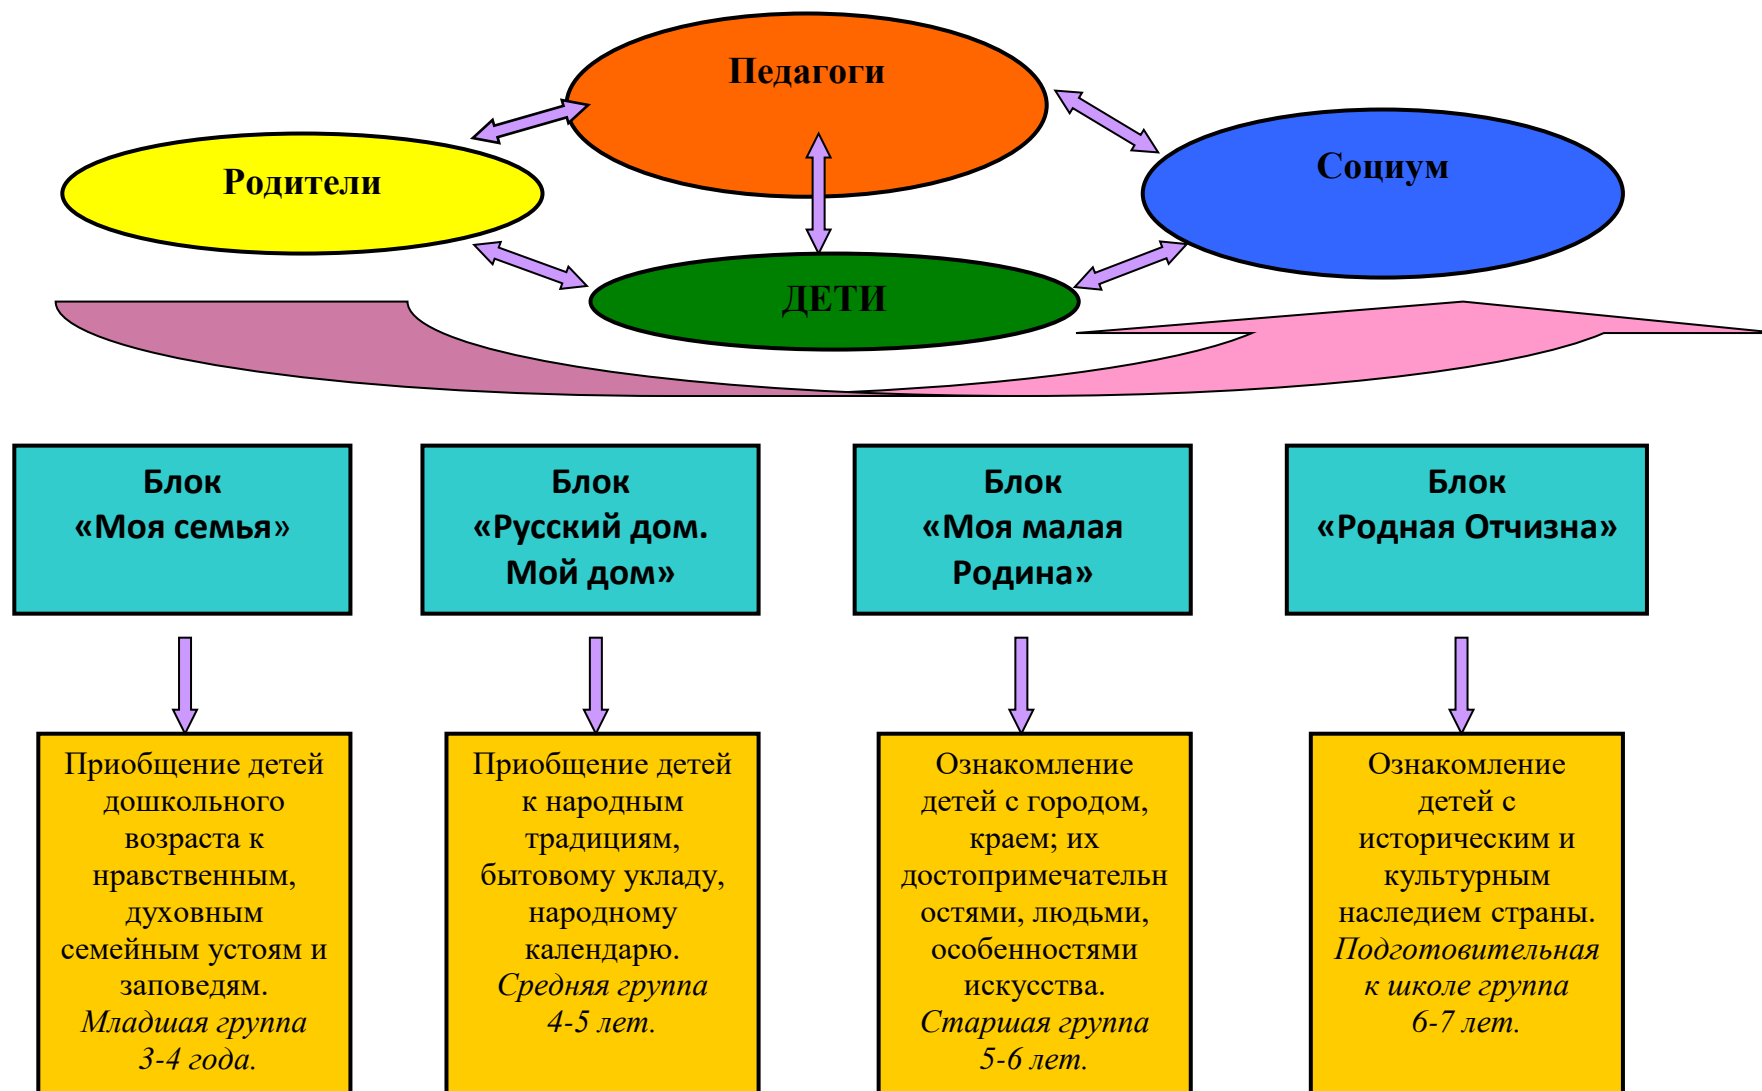 Педагоги
Родители
Социум
ДЕТИ
Блок
«Моя семья»
Блок
«Русский дом.
Мой дом»
Блок
«Моя малая
Родина»
Блок
«Родная Отчизна»
Приобщение детей
дошкольного
возраста к
нравственным,
духовным
семейным устоям и
заповедям.
Младшая группа
3-4 года.
Приобщение детей
к народным
традициям,
бытовому укладу,
народному
календарю.
Средняя группа
4-5 лет.
Ознакомление
детей с городом,
краем; их
достопримечательн
остями, людьми,
особенностями
искусства.
Старшая группа
5-6 лет.
Ознакомление
детей с
историческим и
культурным
наследием страны.
Подготовительная
к школе группа
6-7 лет.